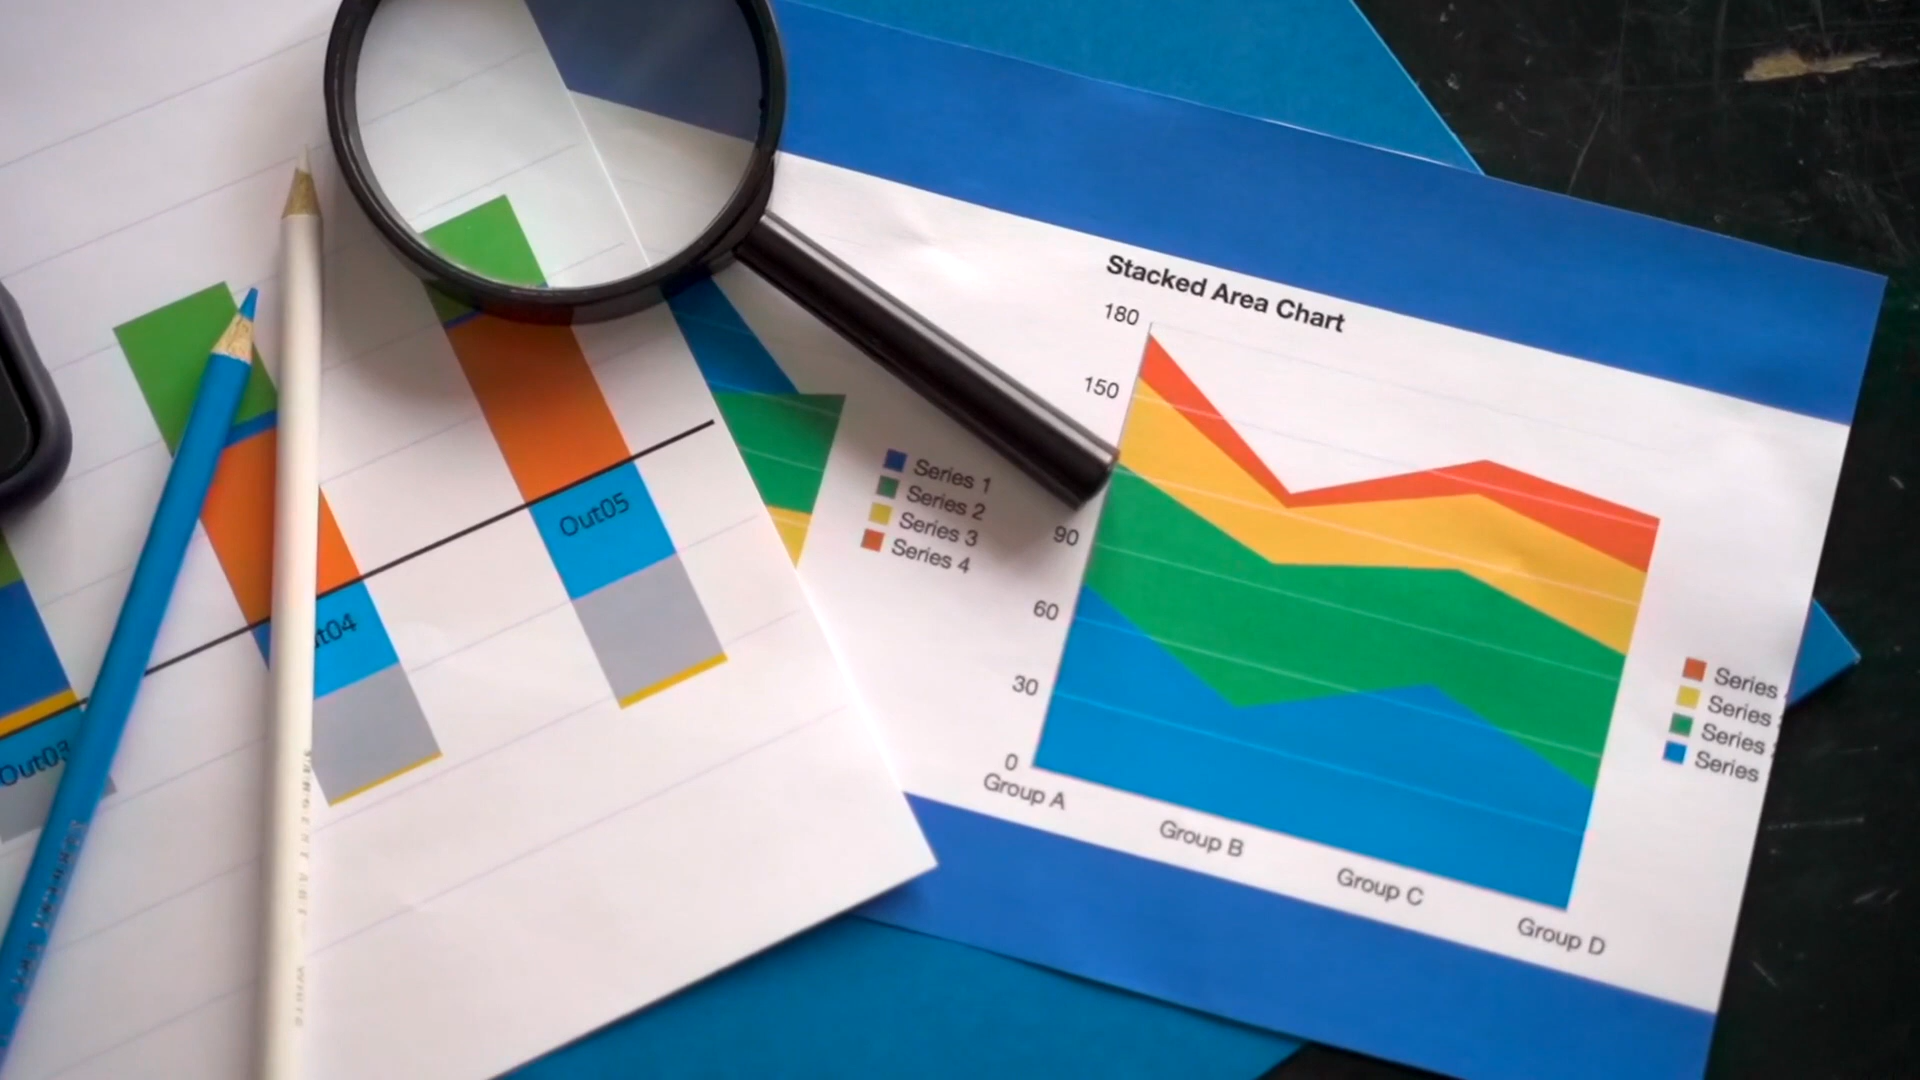 Stacked Area Chart
180
150
90
60
30
0
Group A
Group B
Group C
Group D
Series 1
Series 2
Series 3
Series 4
Series
Series
Series
Series
Out05
t04
Out03